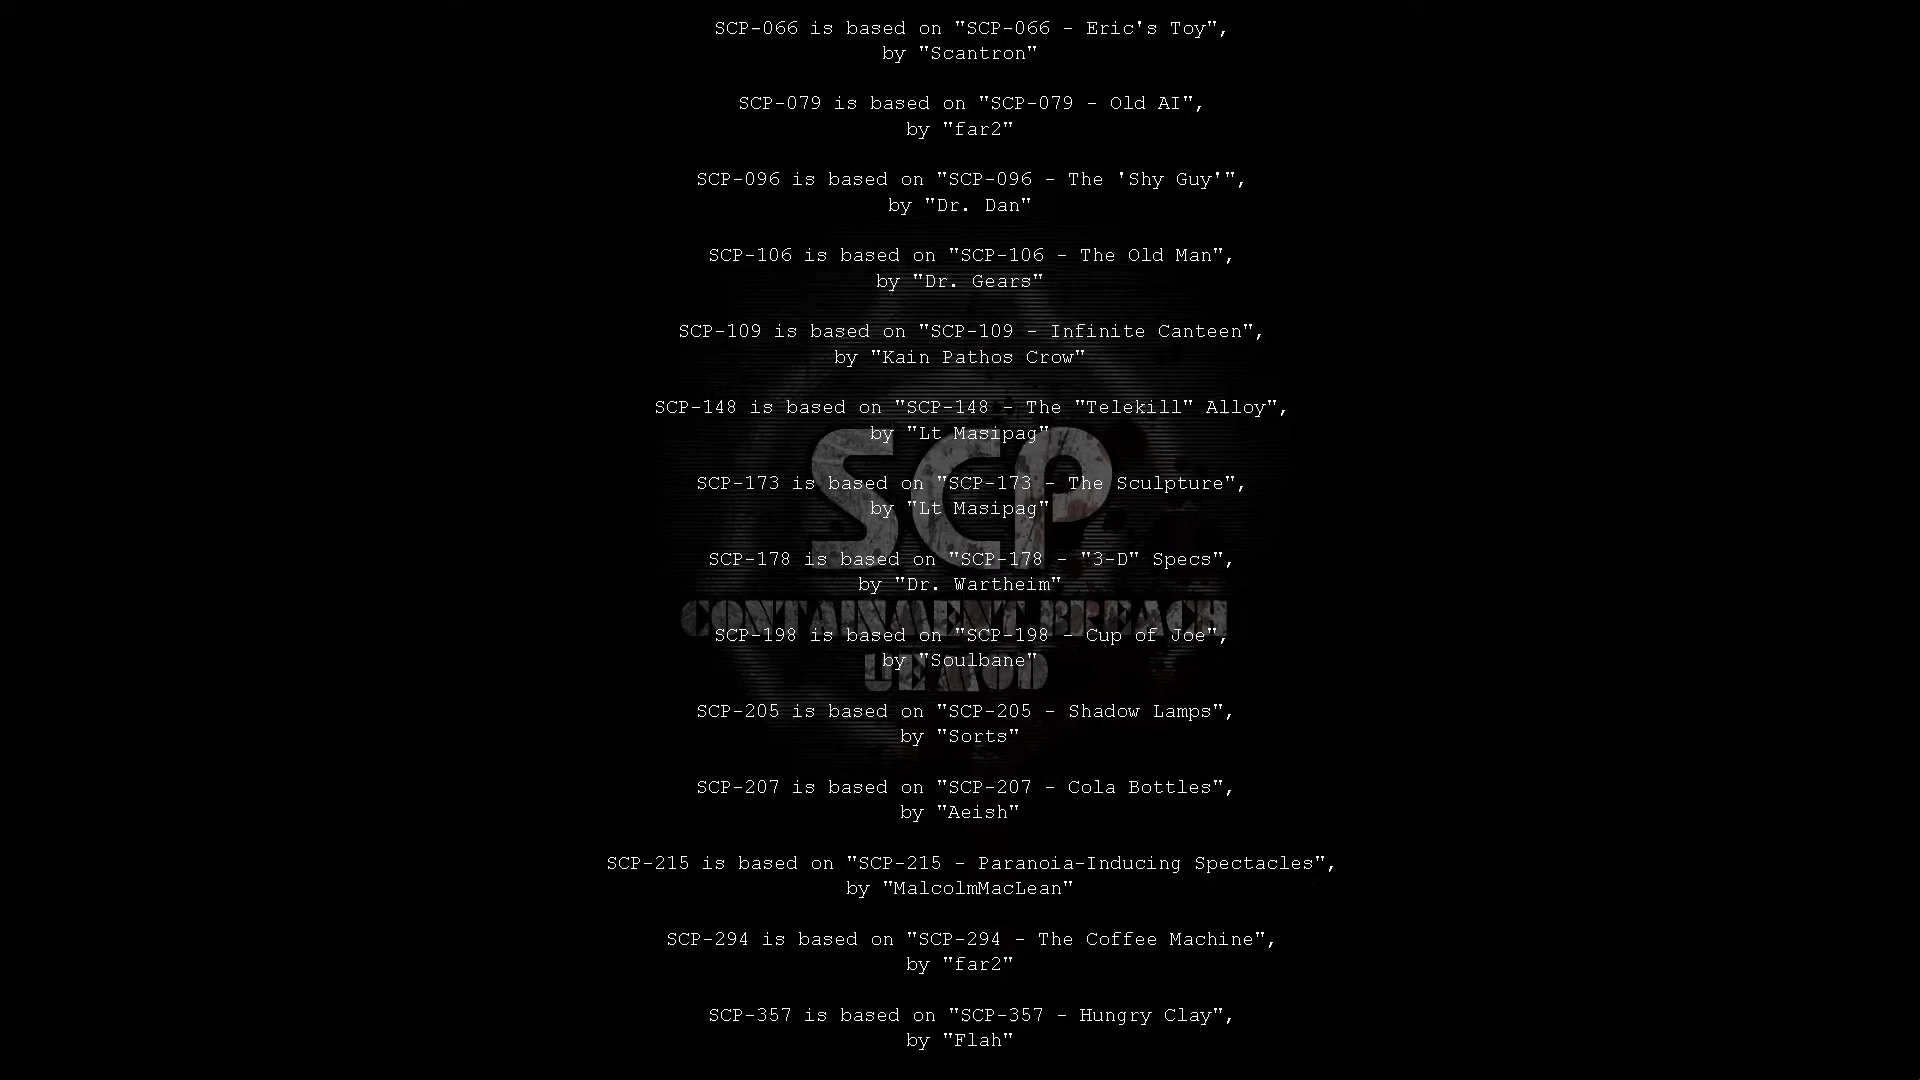 SCP-066 is based on "SCP-066 - Eric's Toy",
by "Scantron"
SCP-079 is based on "SCP-079 - Old AI",
by "far2"
SCP-096 is based on "SCP-096 - The 'Shy Guy'",
by "Dr. Dan"
SCP-106 is based on "SCP-106 - The Old Man",
by "Dr. Gears"
SCP-109 is based on "SCP-109 - Infinite Canteen",
by "Kain Pathos Crow"
SCP-148 is based on "SCP-148 - The "Telekill" Alloy",
by "Lt Masipag"
SCP-173 is based on "SCP-173 - The Sculpture",
by "Lt Masipag"
SCP
SCP-178 is based on "SCP-178 - "3-D" Specs",
by "Dr. Wartheim"
CONTAINMENT BREACH
SCP-198 is based on "SCP-198 - Cup of Joe",
by "Soulbane"
UE MOD
SCP-205 is based on "SCP-205 - Shadow Lamps",
by "Sorts"
SCP-207 is based on "SCP-207 - Cola Bottles",
by "Aeish"
SCP-215 is based on "SCP-215 - Paranoia-Inducing Spectacles",
by "MalcolmMacLean"
SCP-294 is based on "SCP-294 - The Coffee Machine",
by "far2"
SCP-357 is based on "SCP-357 - Hungry Clay",
by "Flah"